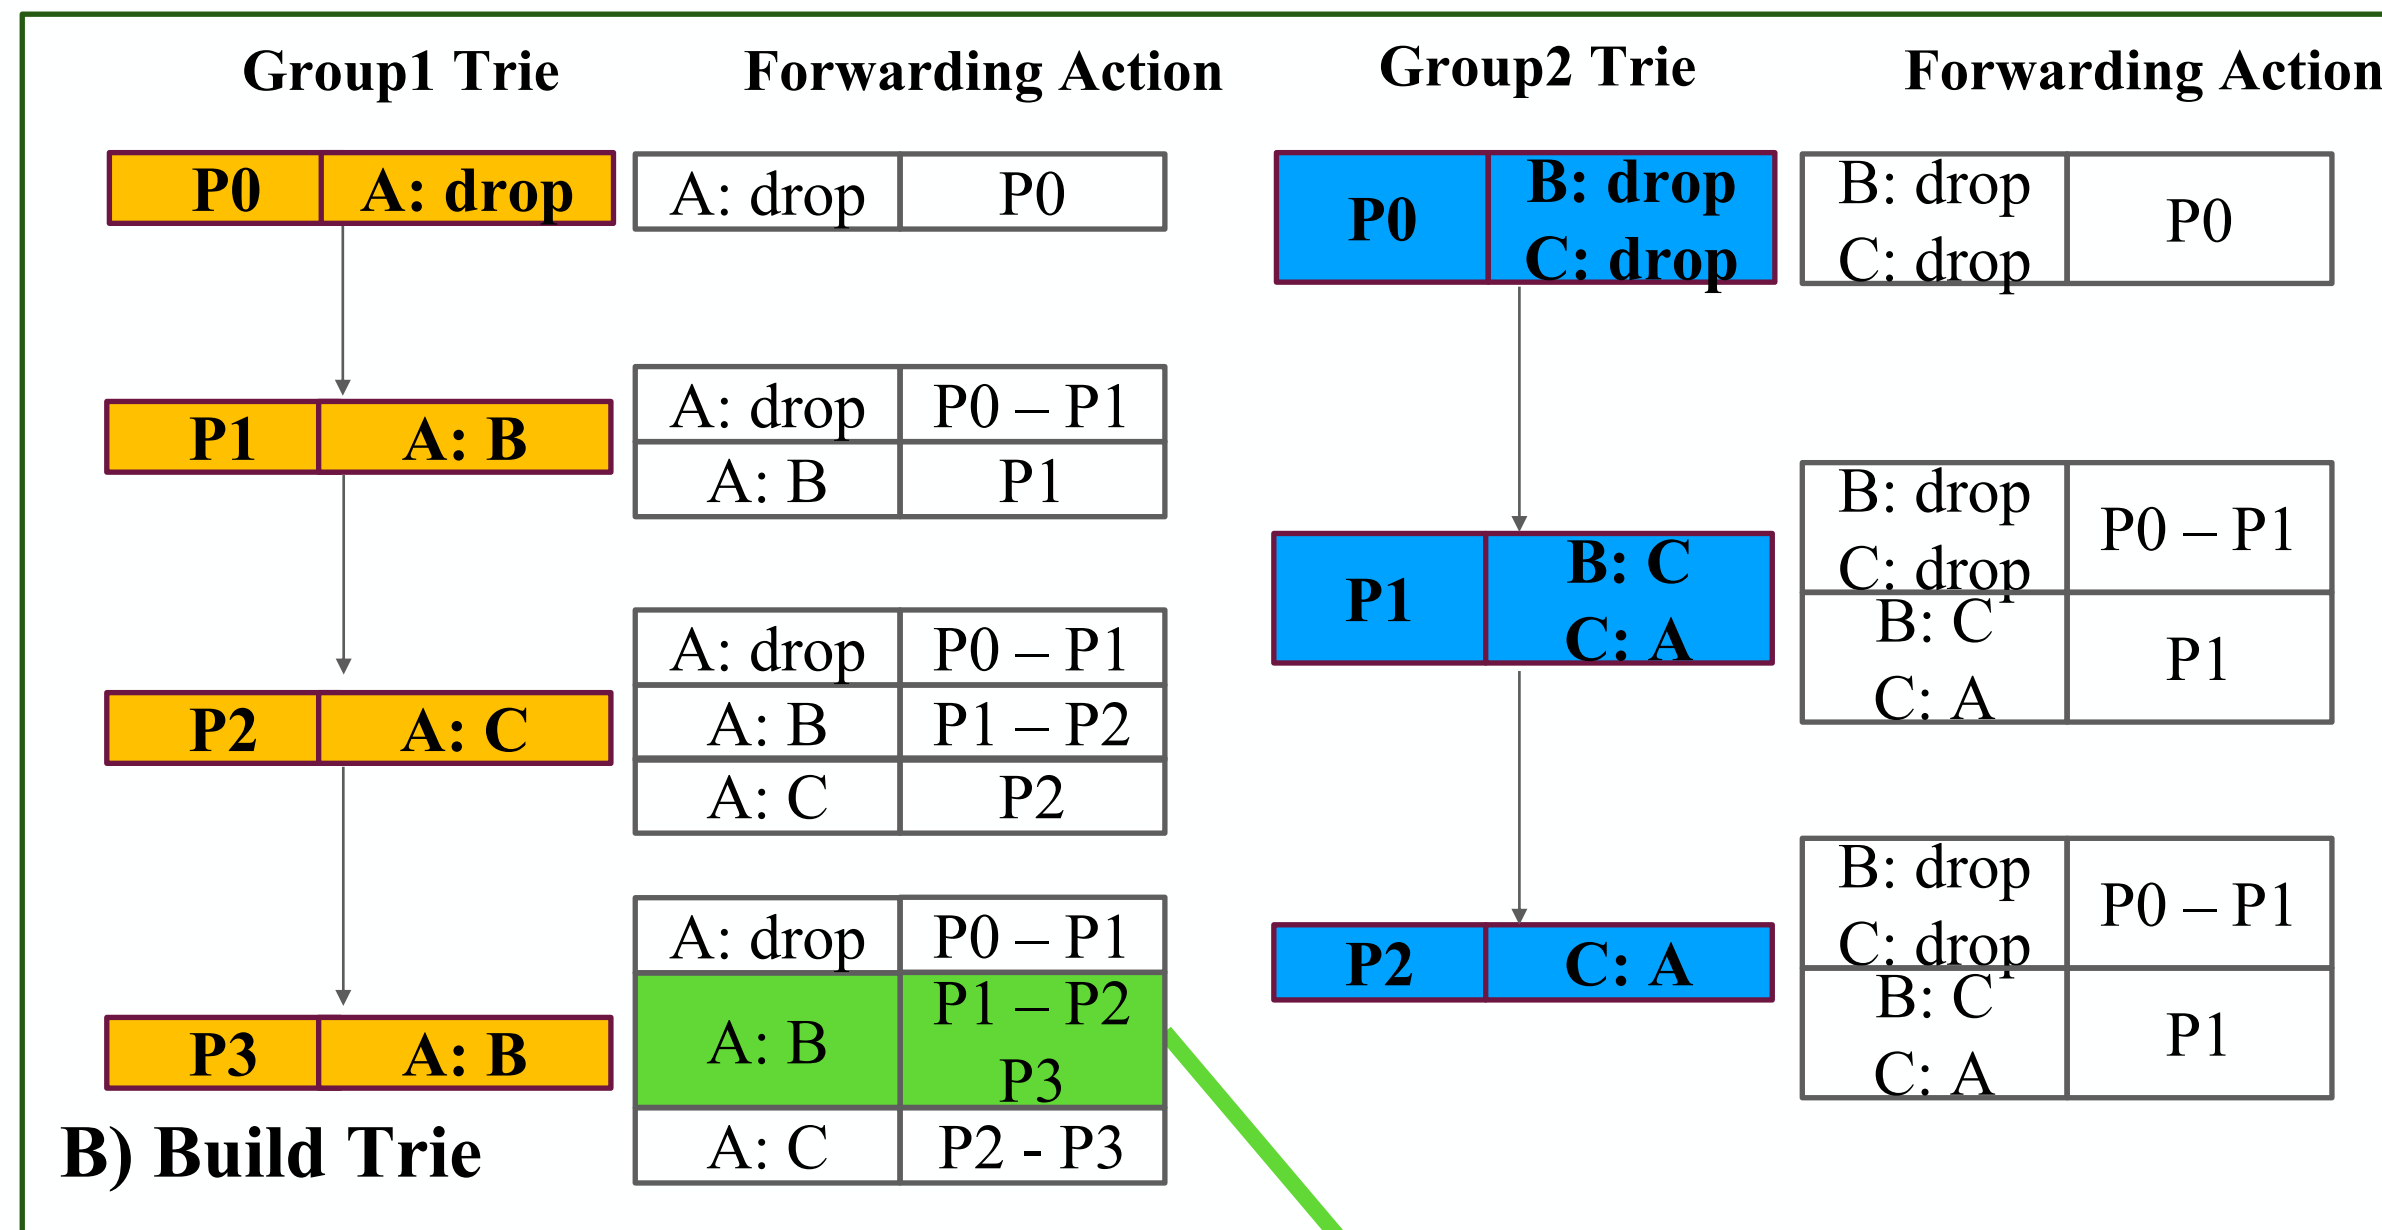 Group1 Trie
Forwarding Action
Group2 Trie
Forwarding Action
P0
A: drop
A: drop
P0
P0
B: drop
C: drop
B: drop
C: drop
P0
P1
A: B
A: drop
P0 – P1
A: B
P1
P1
B: C
C: A
B: drop
C: drop
P0 – P1
B: C
C: A
P1
P2
A: C
A: drop
P0 – P1
A: B
P1 – P2
A: C
P2
P2
C: A
B: drop
C: drop
P0 – P1
B: C
C: A
P1
P3
A: B
A: drop
P0 – P1
A: B
P1 – P2
P3
A: C
P2 - P3
B) Build Trie